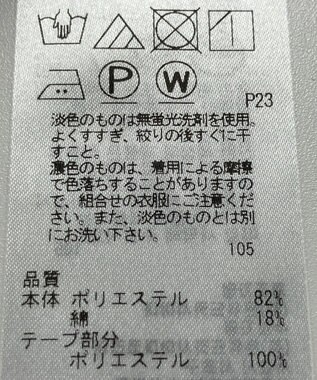 P
W
P23
淡色のものは無蛍光洗剤を使用。
よくすすぎ、絞りの後すぐに干
すこと。
濃色のものは、着用による摩擦
で色落ちすることがありますの
で、組合せの衣服にご注意くだ
さい。また、淡色のものとは別
にお洗い下さい。
105
品質
本体 ポリエステル 82%
綿 18%
テープ部分
ポリエステル 100%